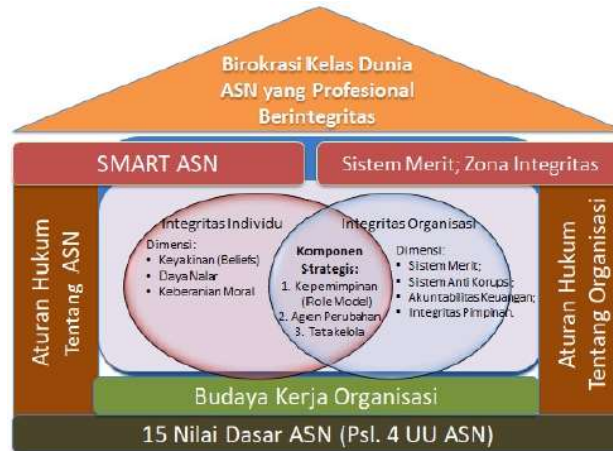 Birokrasi Kelas Dunia
ASN yang Profesional
Berintegritas
SMART ASN
Sistem Merit; Zona Integritas
Aturan Hukum
Tentang ASN
Integritas Individu
Dimensi:
• Keyakinan (Beliefs)
• Daya Nalar
• Keberanian Moral
Komponen
Strategis:
1. Kepemimpinan
(Role Model)
2. Agen Perubahan
3. Tatakelola
Integritas Organisasi
Dimensi:
• Sistem Merit;
• Sistem Anti Korupsi;
• Akuntabilitas Keuangan;
• Integritas Pimpinan.
Aturan Hukum
Tentang Organisasi
Budaya Kerja Organisasi
15 Nilai Dasar ASN (Psl. 4 UU ASN)